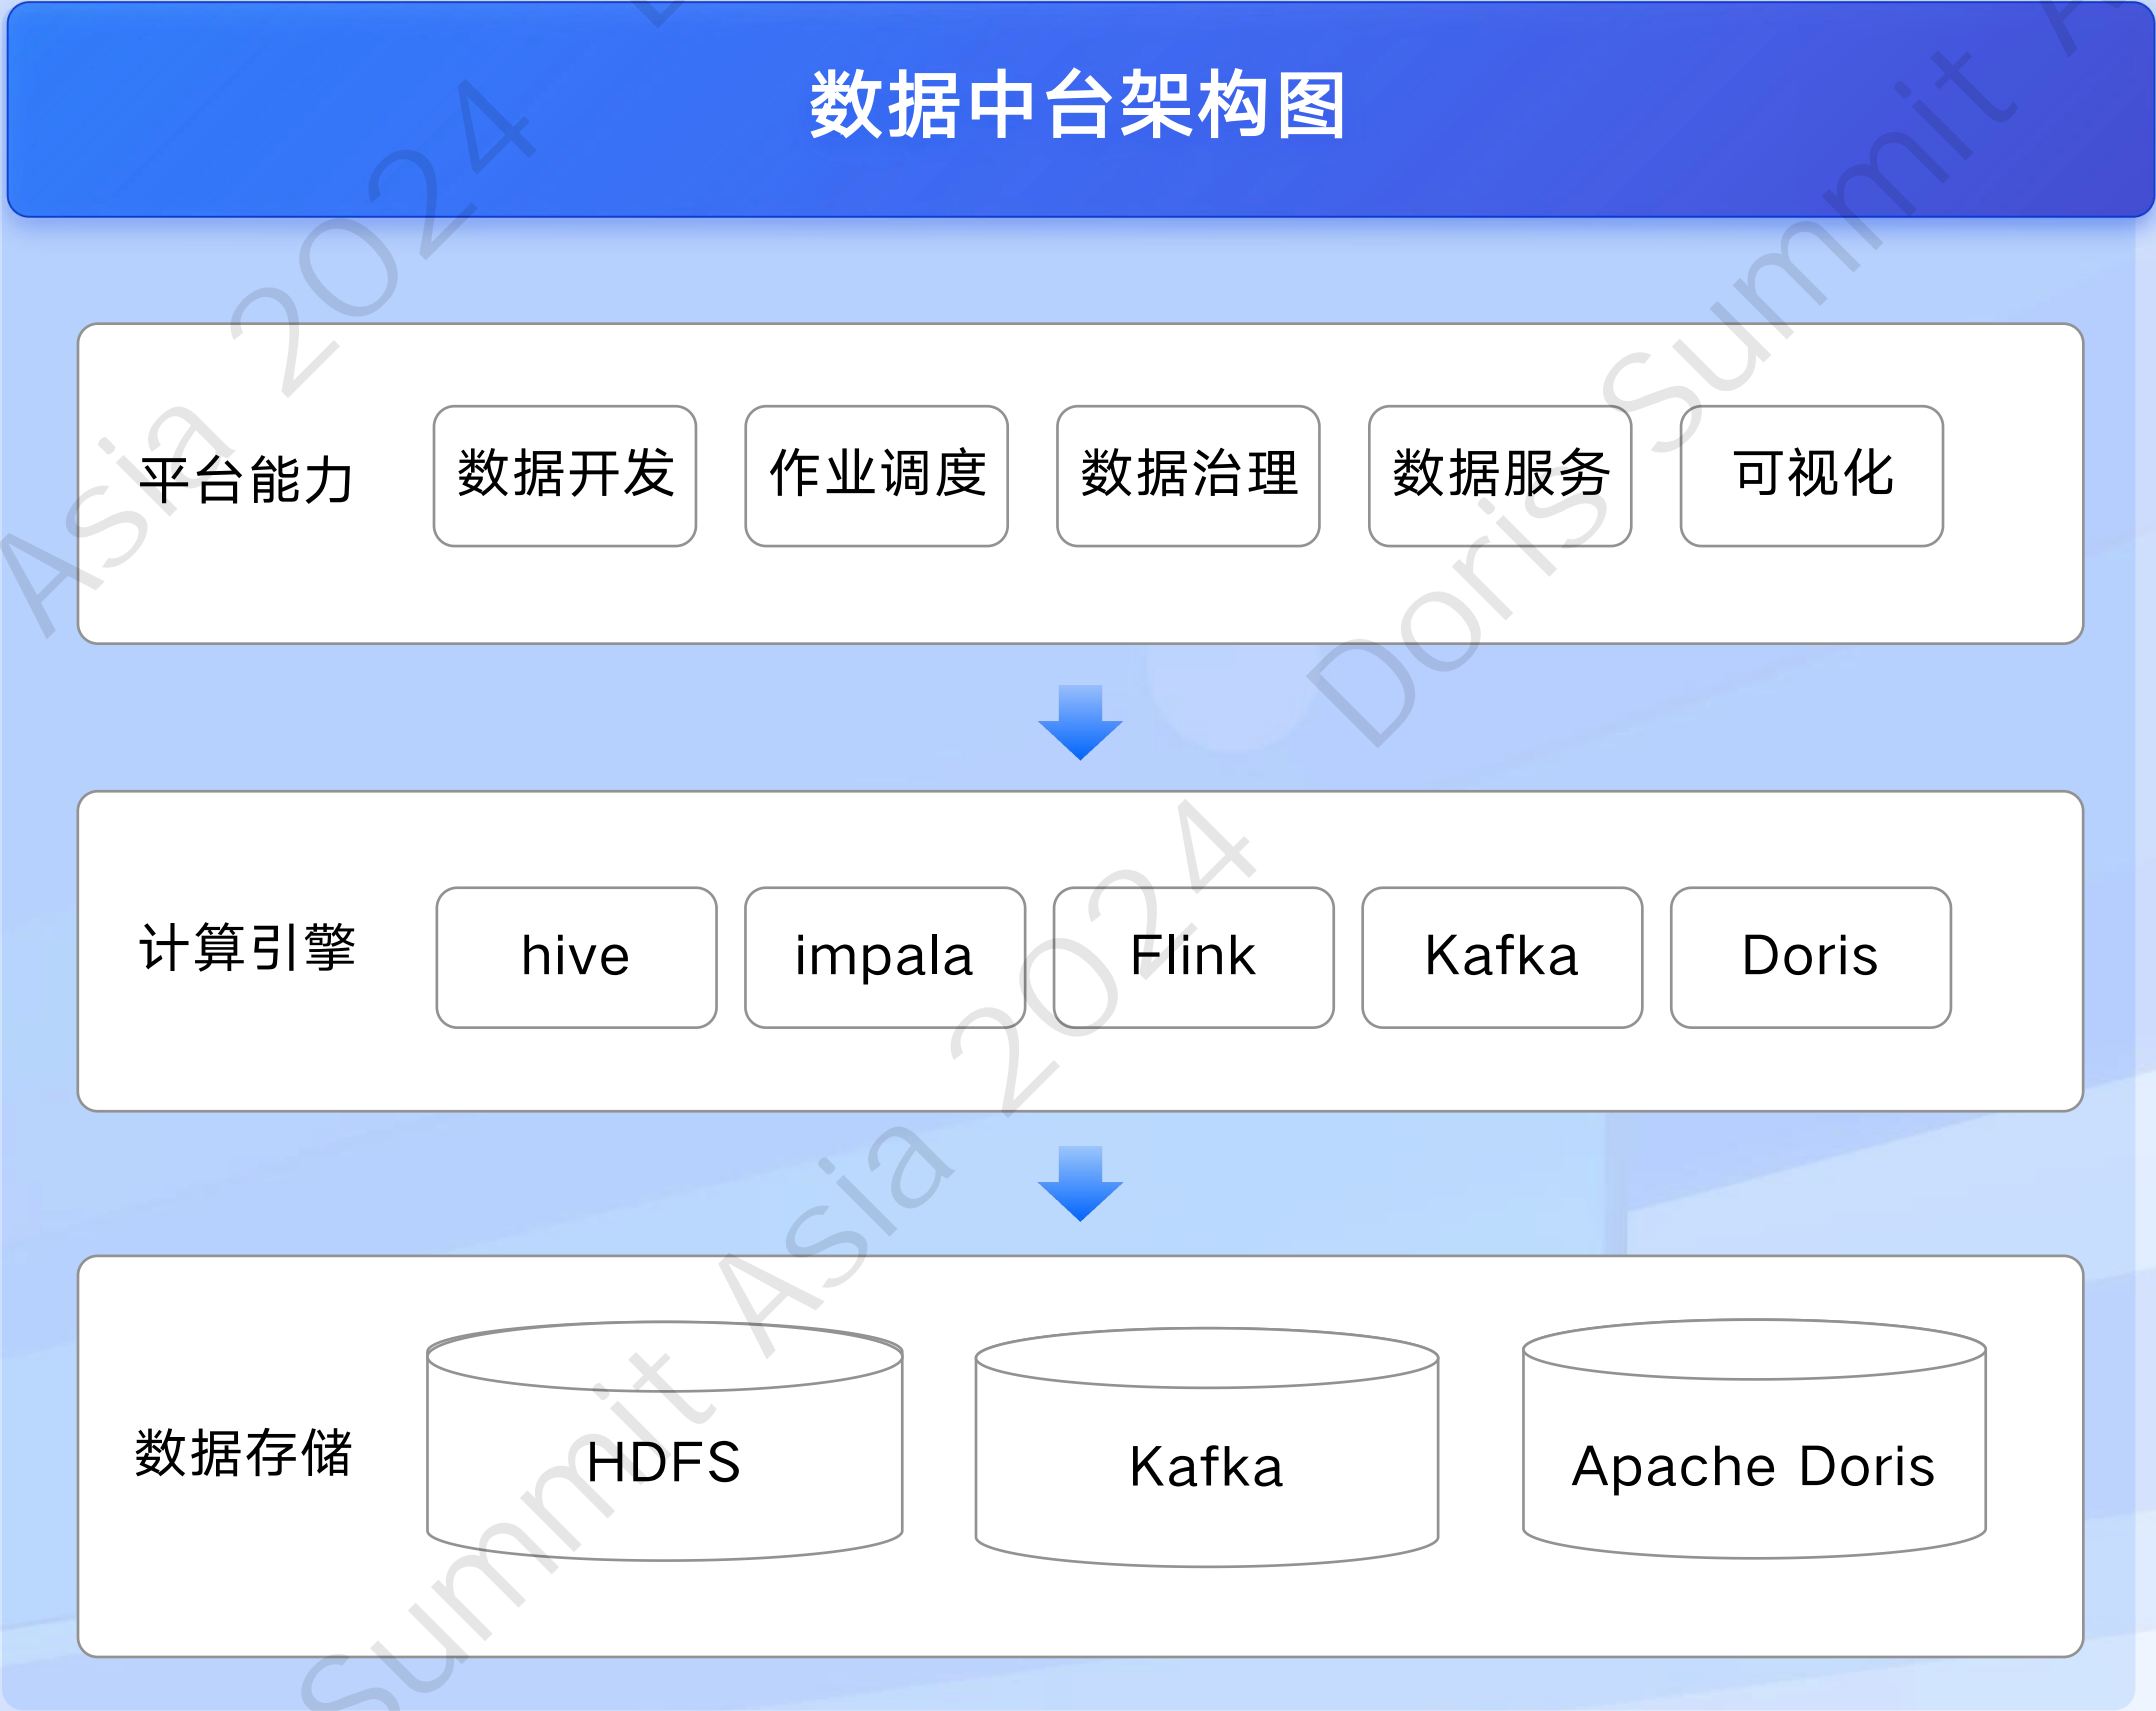 数据中台架构图
平台能力
数据开发
作业调度
数据治理
数据服务
可视化
计算引擎
hive
impala
Flink
Kafka
Doris
数据存储
HDFS
Kafka
Apache Doris
Asia 2024
Doris Summit A
Summit Asia 2024